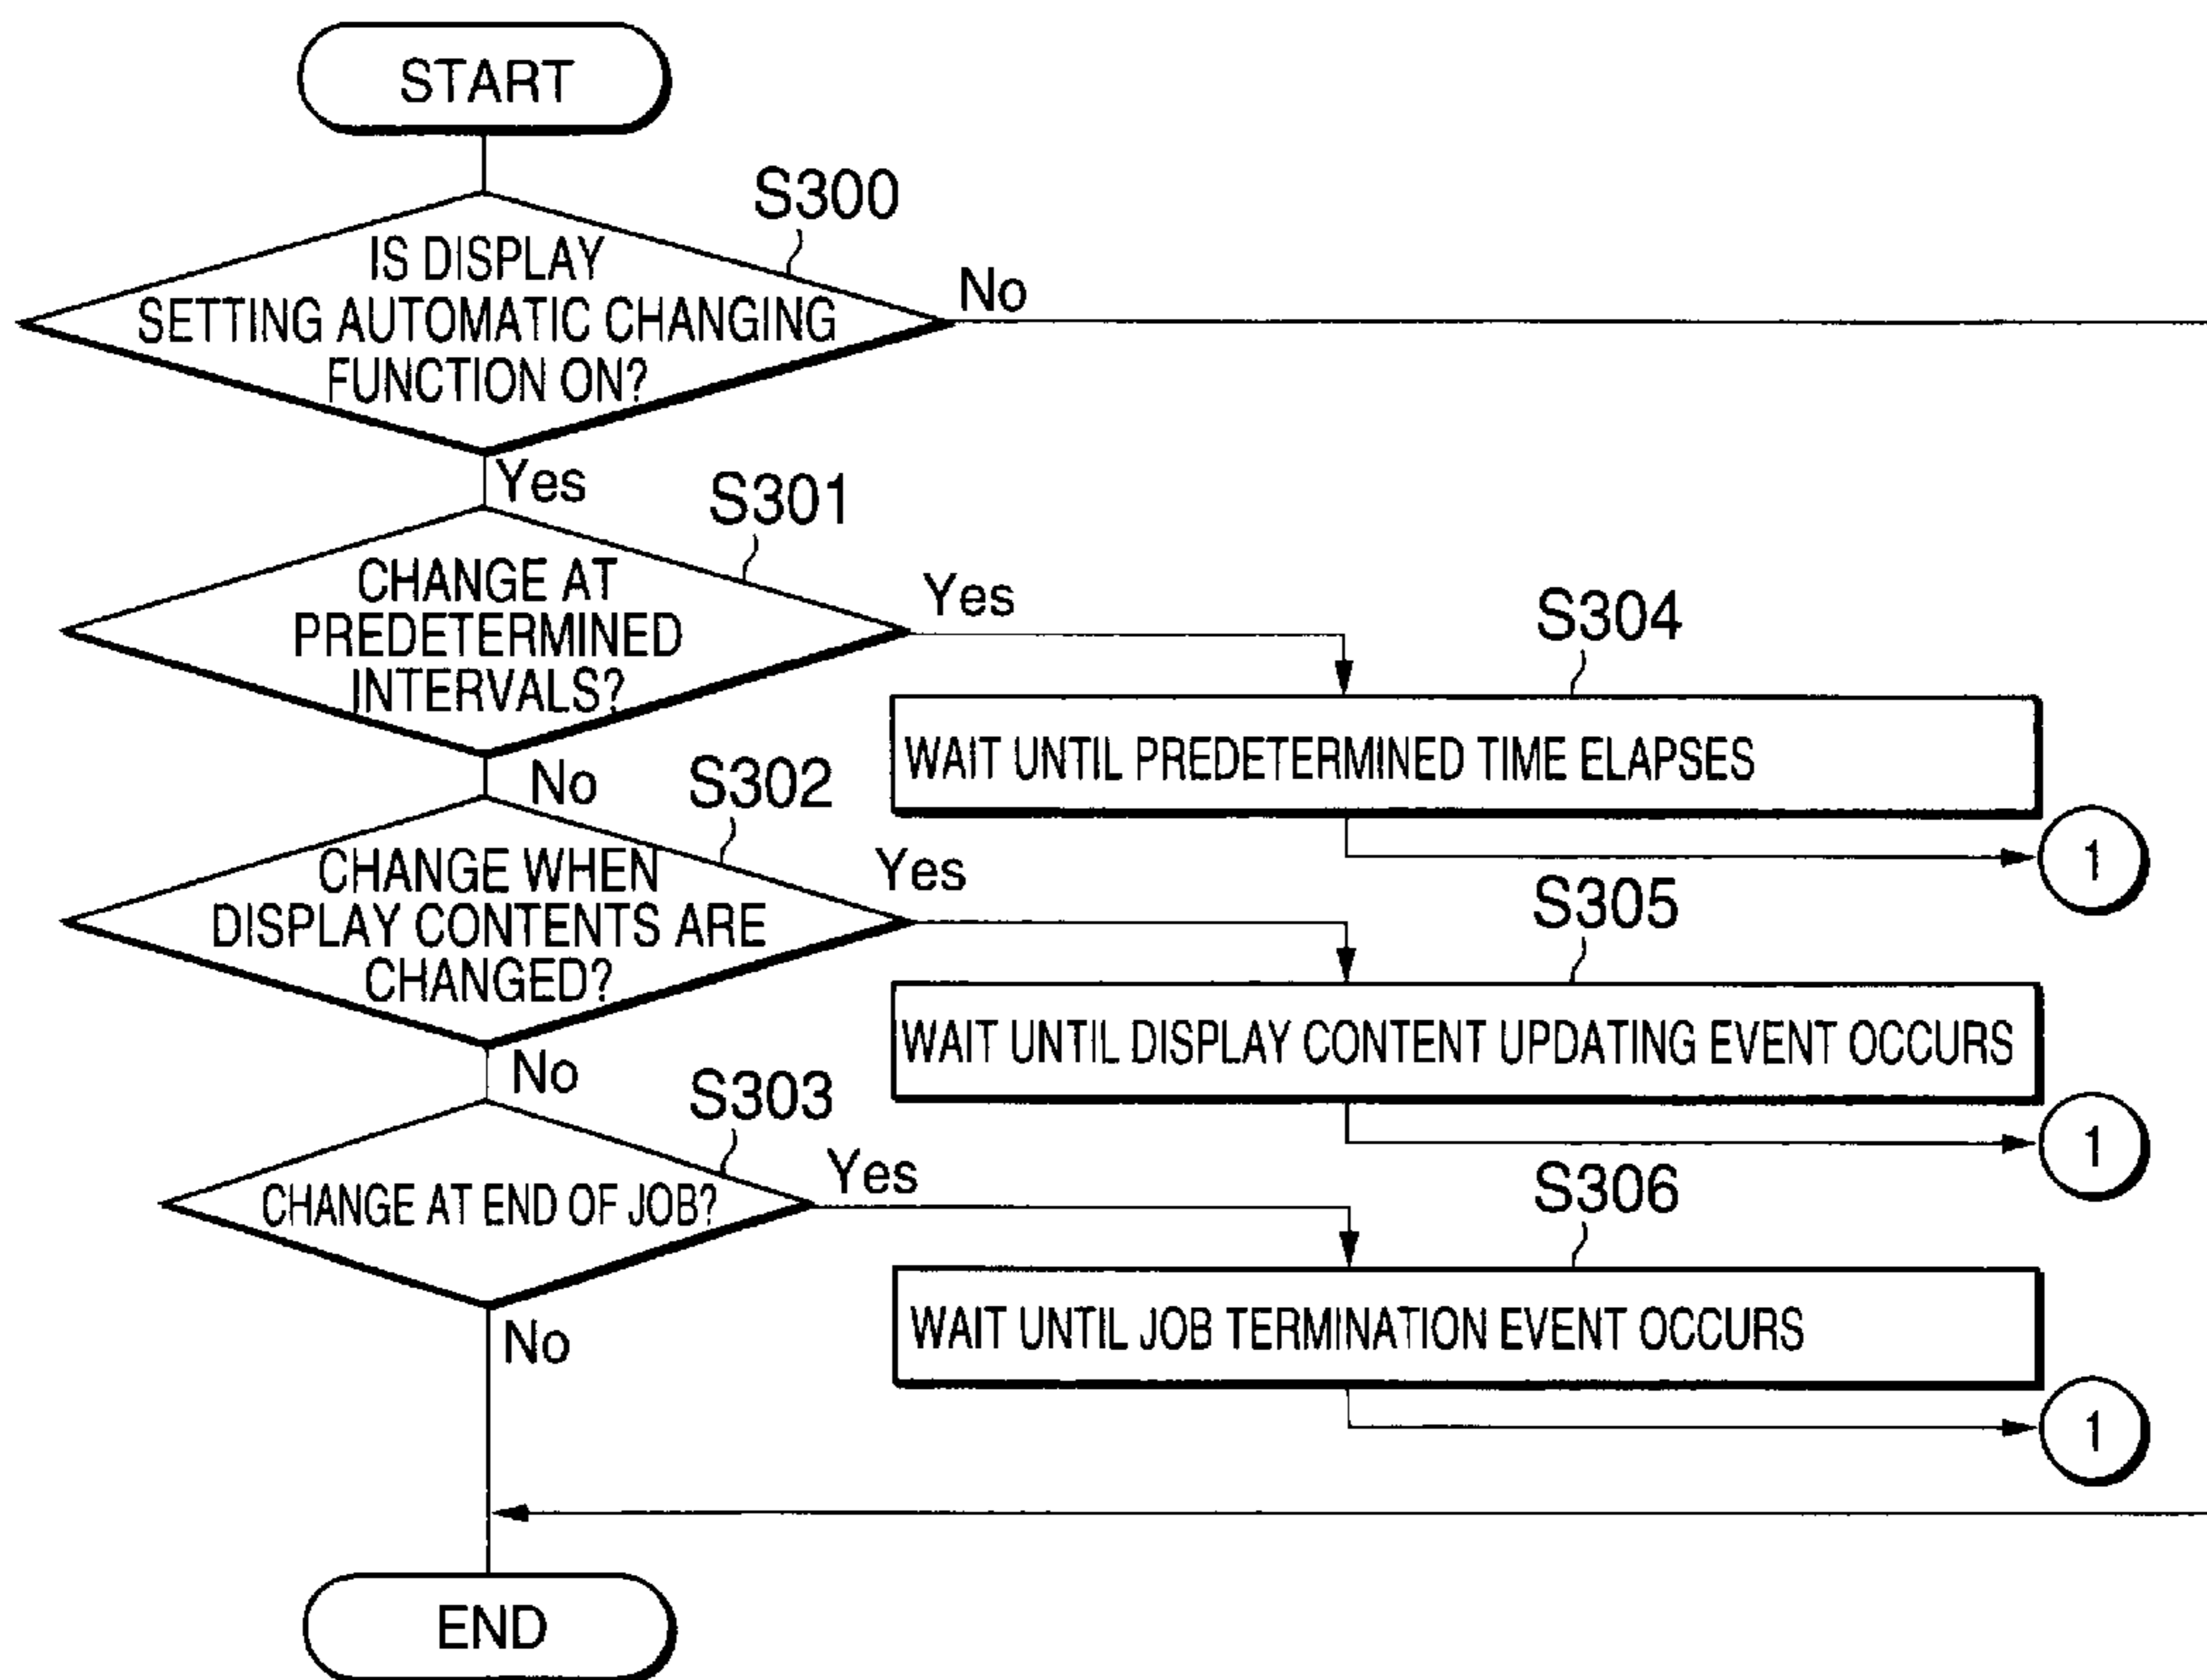 START
S300
IS DISPLAY
SETTING AUTOMATIC CHANGING
FUNCTION ON?
No
Yes
S301
CHANGE AT
PREDETERMINED
INTERVALS?
Yes
S304
WAIT UNTIL PREDETERMINED TIME ELAPSES
1
No
S302
CHANGE WHEN
DISPLAY CONTENTS ARE
CHANGED?
Yes
S305
WAIT UNTIL DISPLAY CONTENT UPDATING EVENT OCCURS
1
No
S303
CHANGE AT END OF JOB?
Yes
S306
WAIT UNTIL JOB TERMINATION EVENT OCCURS
1
No
END